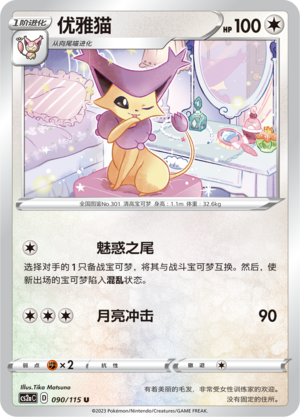 1阶进化
优雅猫
HP 100
从向尾喵进化
全国图鉴No.301 清高宝可梦 身高：1.1m 体重：32.6kg
魅惑之尾
选择对手的1只备战宝可梦，将其与战斗宝可梦互换。然后，使
新出场的宝可梦陷入混乱状态。
月亮冲击 90
弱点 ×2 抗性 撤退
Illus.Tika Matsuno
CS3aC D 090/115 U
有着美丽的毛发，非常受女性训练家的欢迎。
没有固定的住所。
©2023 Pokémon/Nintendo/Creatures/GAME FREAK.